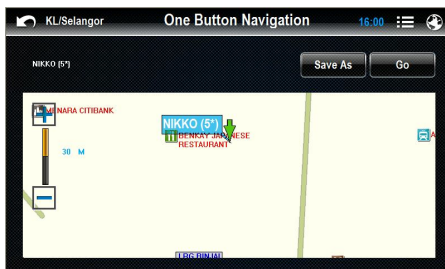 KL/Selangor
One Button Navigation
16:00
NIKKO (5*)
Save As
Go
MENARA CITIBANK
NIKKO (5*)
BENKAY JAPANESE
RESTAURANT
30 M
LRG BINJAI